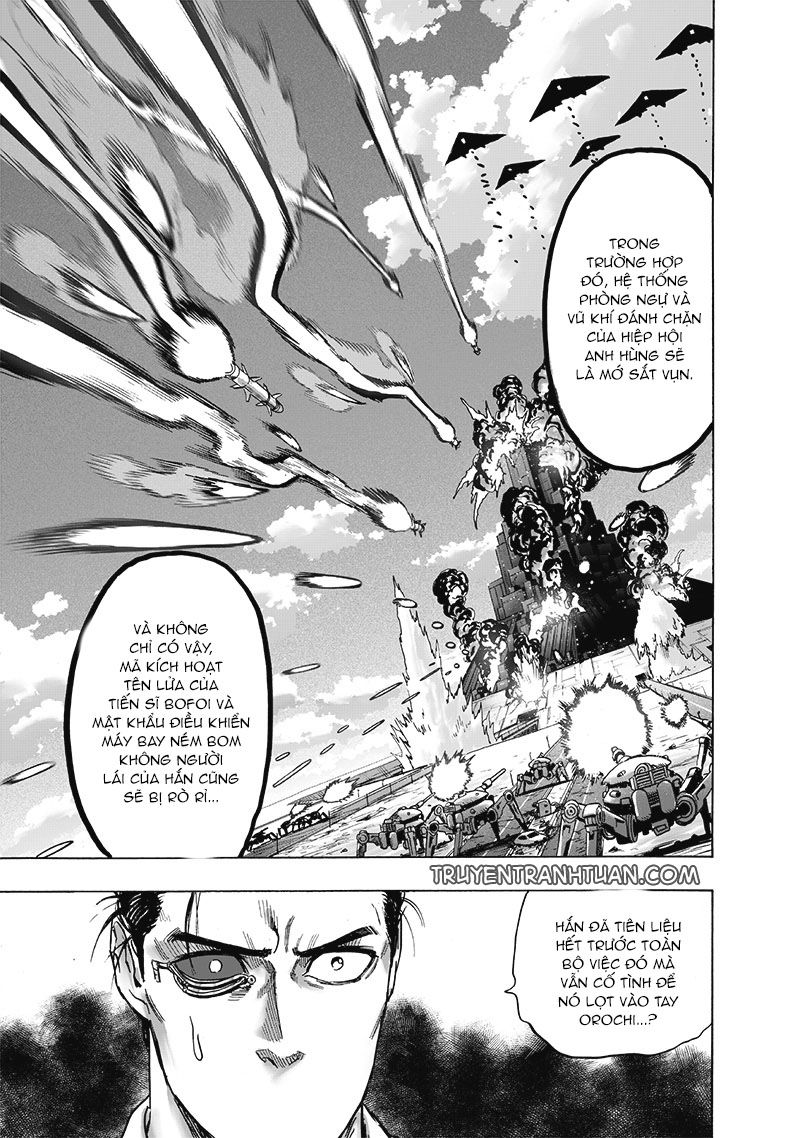 TRONG
TRƯỜNG HỢP
ĐÓ, HỆ THỐNG
PHÒNG NGỰ VÀ
VŨ KHÍ ĐÁNH CHẶN
CỦA HIỆP HỘI
ANH HÙNG SẼ
LÀ MỚ SẮT VỤN.
VÀ KHÔNG
CHỈ CÓ VẬY,
MÃ KÍCH HOẠT
TÊN LỬA CỦA
TIẾN SĨ BOFOI VÀ
MẬT KHẨU ĐIỀU KHIỂN
MÁY BAY NÉM BOM
KHÔNG NGƯỜI
LÁI CỦA HẮN CŨNG
SẼ BỊ RÒ RỈ...
TRUYENTRANHTUAN.COM
HẮN ĐÃ TIÊN LIỆU
HẾT TRƯỚC TOÀN
BỘ VIỆC ĐÓ MÀ
VẪN CỐ TÌNH ĐỂ
NÓ LỌT VÀO TAY
OROCHI...?